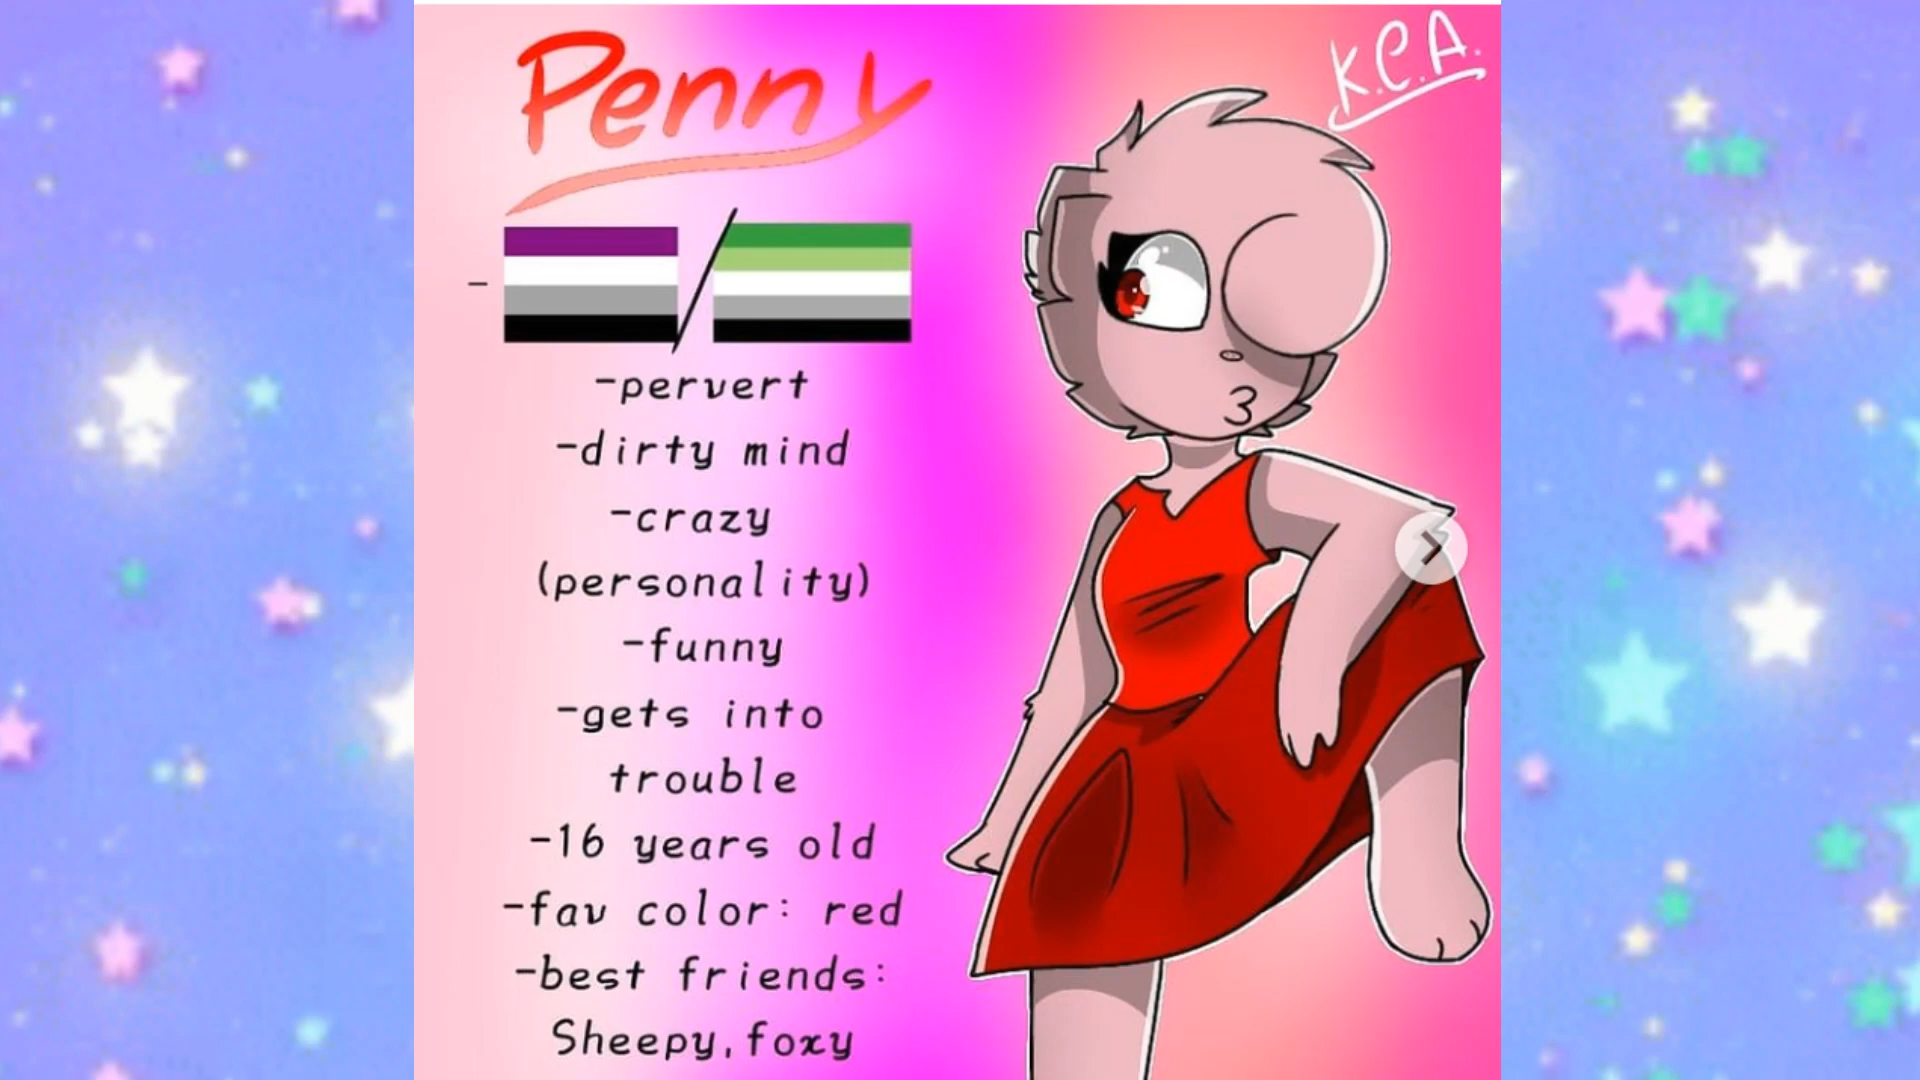 Penny
K.C.A.
-pervert
-dirty mind
-crazy
(personality)
-funny
-gets into
trouble
-16 years old
-fav color: red
-best friends:
Sheepy, foxy